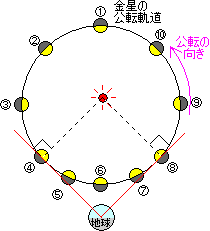 ①
金星の
公転軌道
②
⑩
公転の
向き
③
⑨
④
⑧
⑤
⑥
⑦
地球